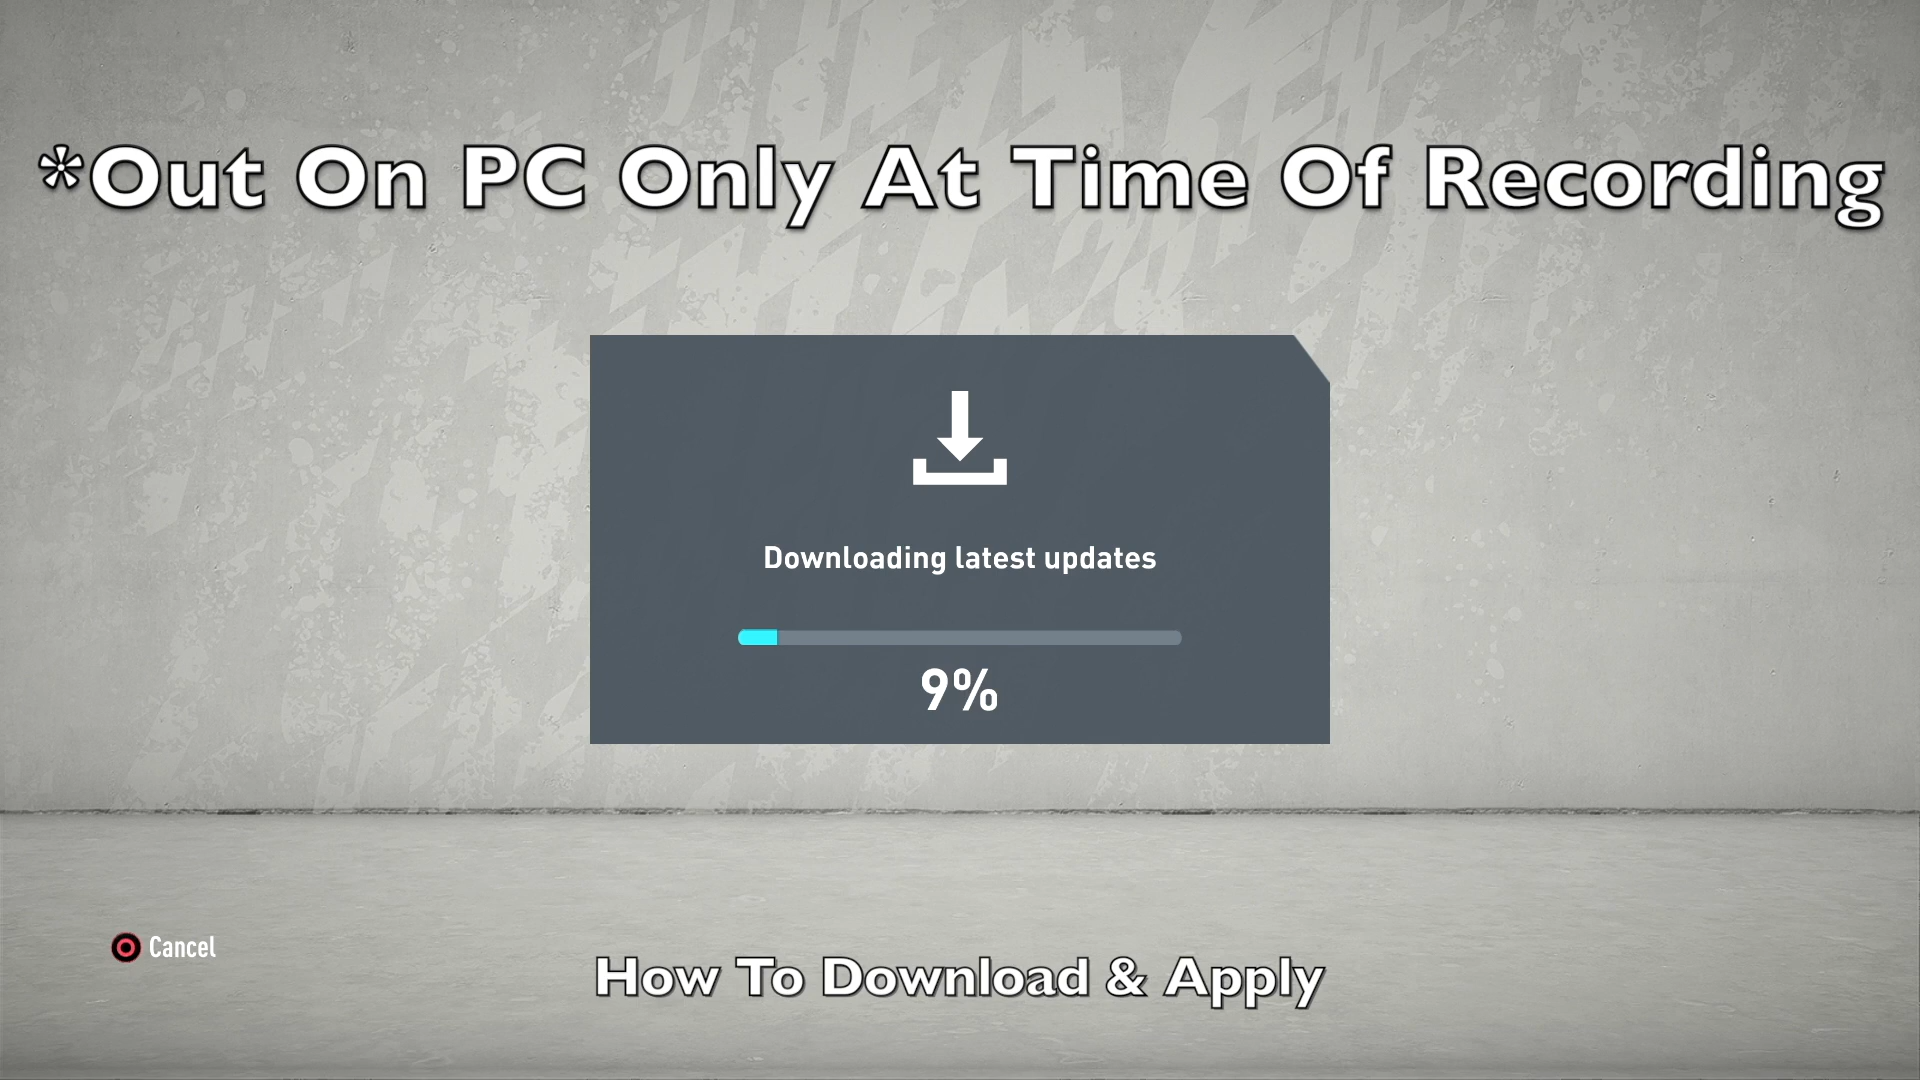 *Out On PC Only At Time Of Recording
Downloading latest updates
9%
Cancel
How To Download & Apply